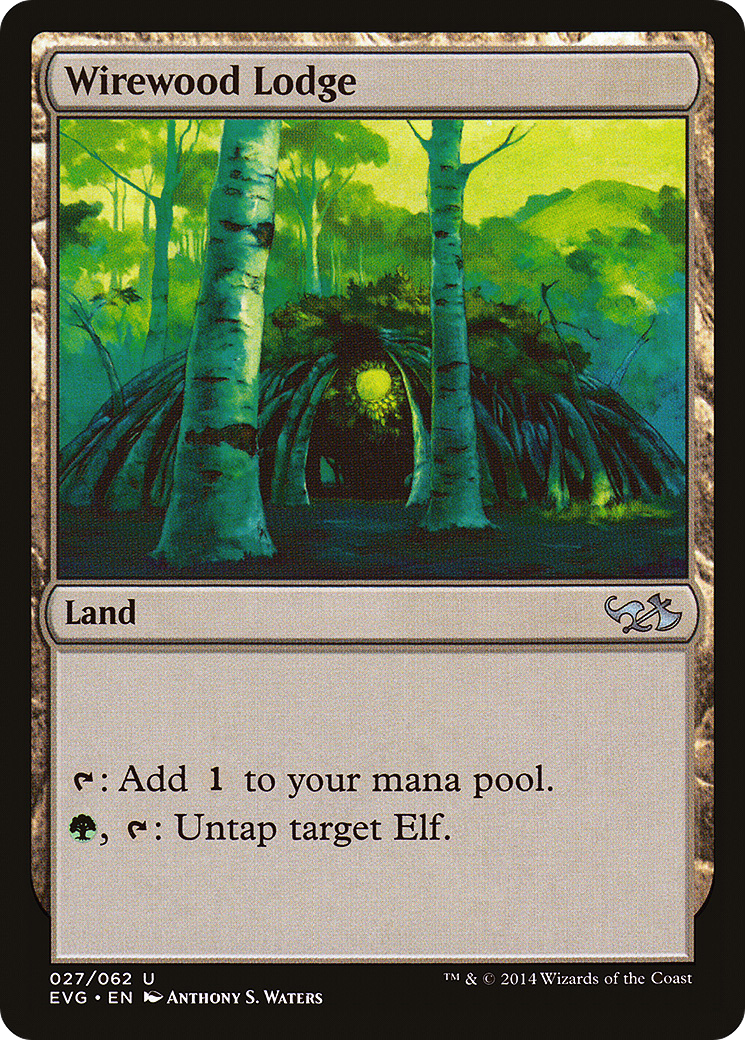 Wirewood Lodge
Land
: Add 1 to your mana pool.
, : Untap target Elf.
027/062 U
EVG • EN Anthony S. Waters
™ & © 2014 Wizards of the Coast